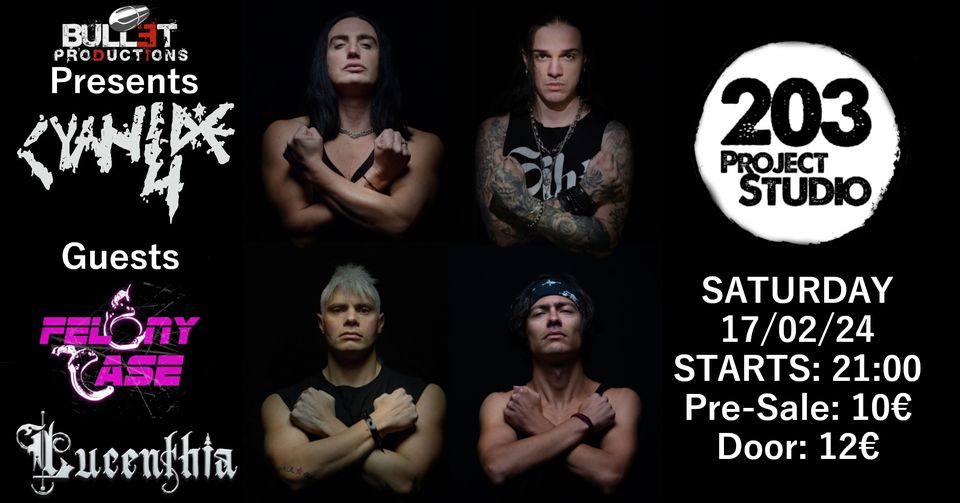 BULLET
PRODUCTIONS
Presents
CYANIDE
4
Guests
FELONY
CASE
Lucenthia
203
PROJECT
STUDIO
SATURDAY
17/02/24
STARTS: 21:00
Pre-Sale: 10€
Door: 12€